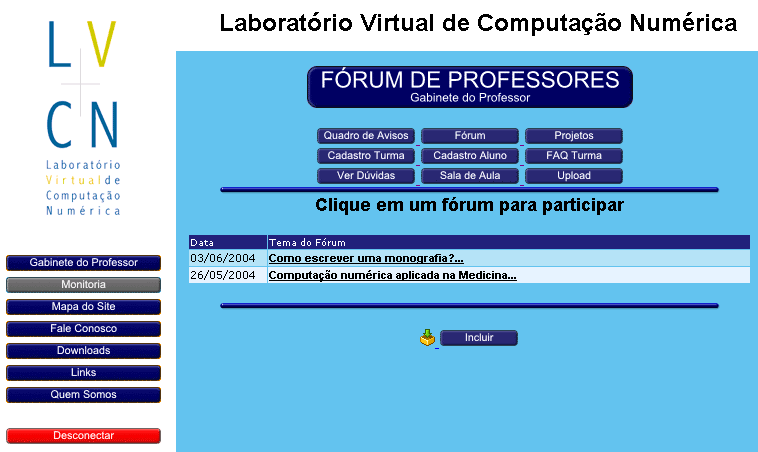 Laboratório Virtual de Computação Numérica
LV
CN
Laboratório
Virtual de
Computação
Numérica
Gabinete do Professor
Monitoria
Mapa do Site
Fale Conosco
Downloads
Links
Quem Somos
Desconectar
FÓRUM DE PROFESSORES
Gabinete do Professor
Quadro de Avisos Fórum Projetos
Cadastro Turma Cadastro Aluno FAQ Turma
Ver Dúvidas Sala de Aula Upload
Clique em um fórum para participar
Data Tema do Fórum
03/06/2004 Como escrever uma monografia?...
26/05/2004 Computação numérica aplicada na Medicina...
Incluir